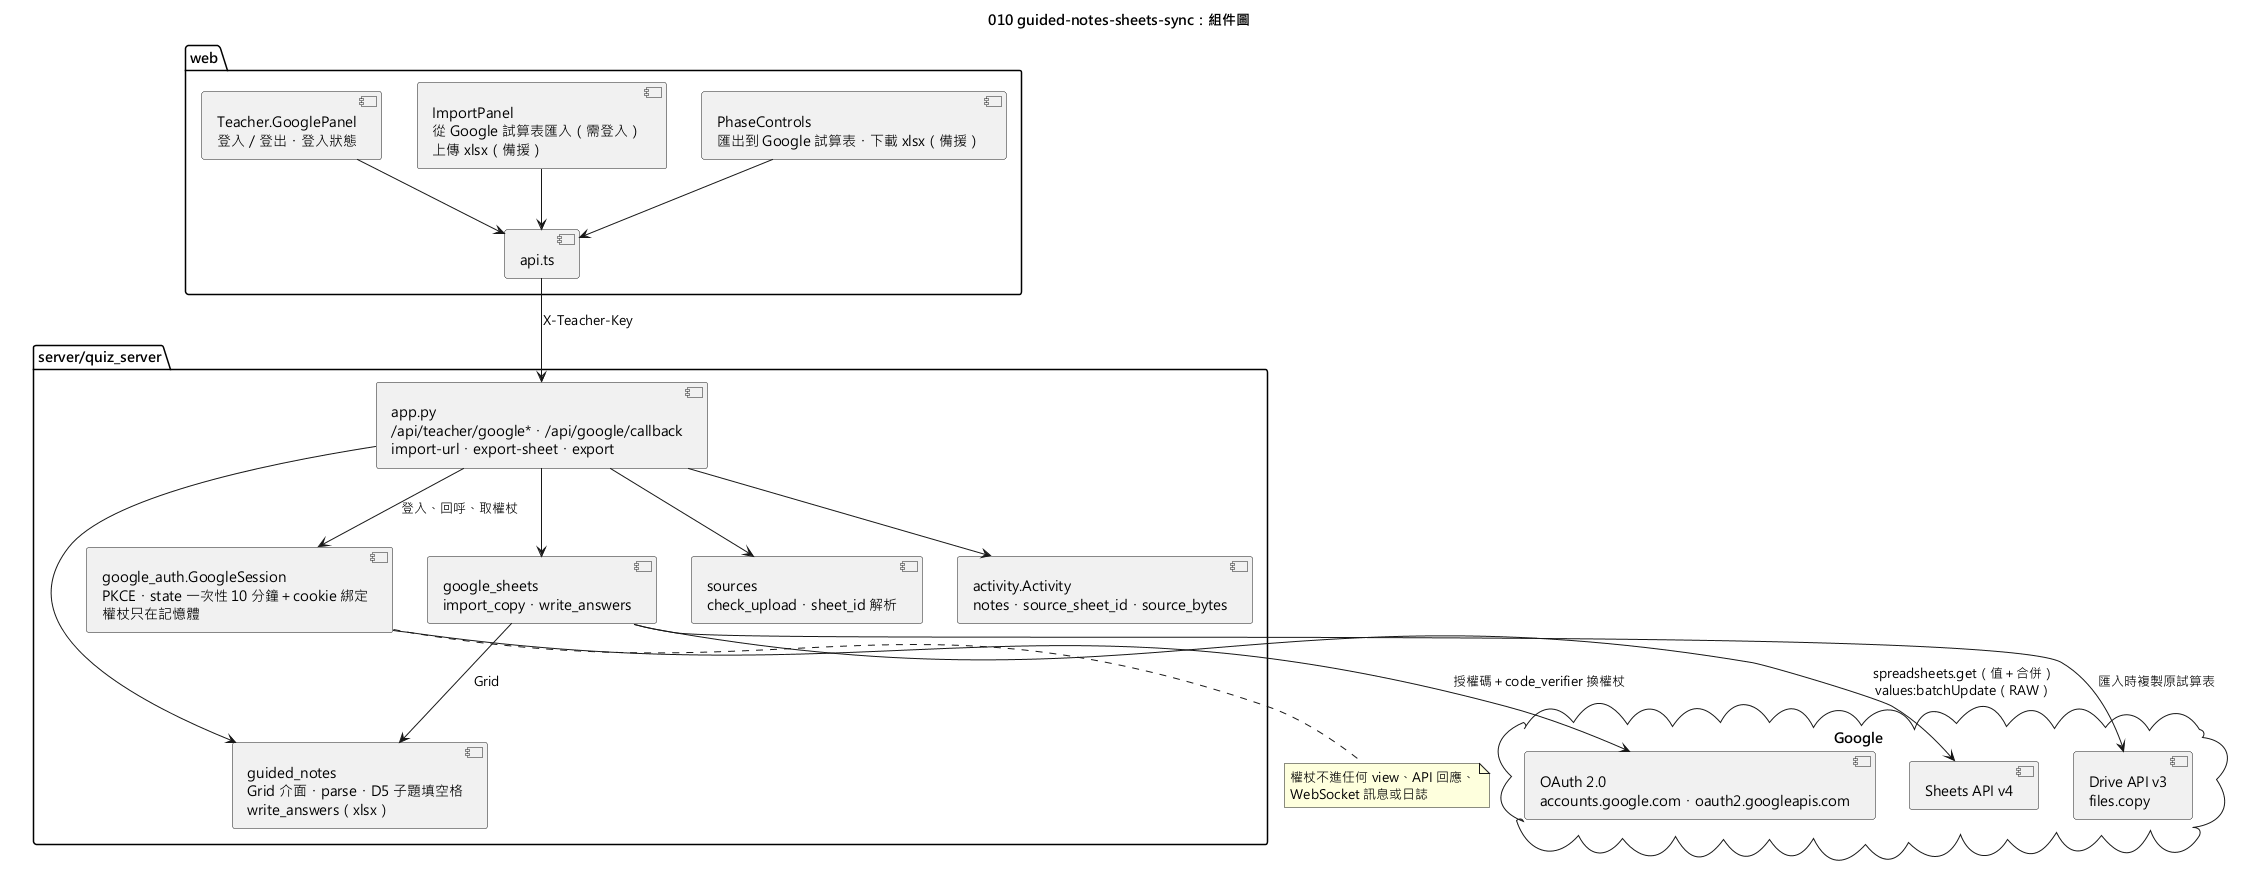 010 guided-notes-sheets-sync：組件圖
web
Teacher.GooglePanel
登入 / 登出．登入狀態
ImportPanel
從 Google 試算表匯入（需登入）
上傳 xlsx（備援）
PhaseControls
匯出到 Google 試算表．下載 xlsx（備援）
api.ts
X-Teacher-Key
server/quiz_server
app.py
/api/teacher/google*．/api/google/callback
import-url．export-sheet．export
登入、回呼、取權杖
google_auth.GoogleSession
PKCE．state 一次性 10 分鐘＋cookie 綁定
權杖只在記憶體
google_sheets
import_copy．write_answers
sources
check_upload．sheet_id 解析
activity.Activity
notes．source_sheet_id．source_bytes
Grid
授權碼＋code_verifier 換權杖
spreadsheets.get（值＋合併）
values:batchUpdate（RAW）
匯入時複製原試算表
guided_notes
Grid 介面．parse．D5 子題填空格
write_answers（xlsx）
權杖不進任何 view、API 回應、
WebSocket 訊息或日誌
Google
OAuth 2.0
accounts.google.com．oauth2.googleapis.com
Sheets API v4
Drive API v3
files.copy